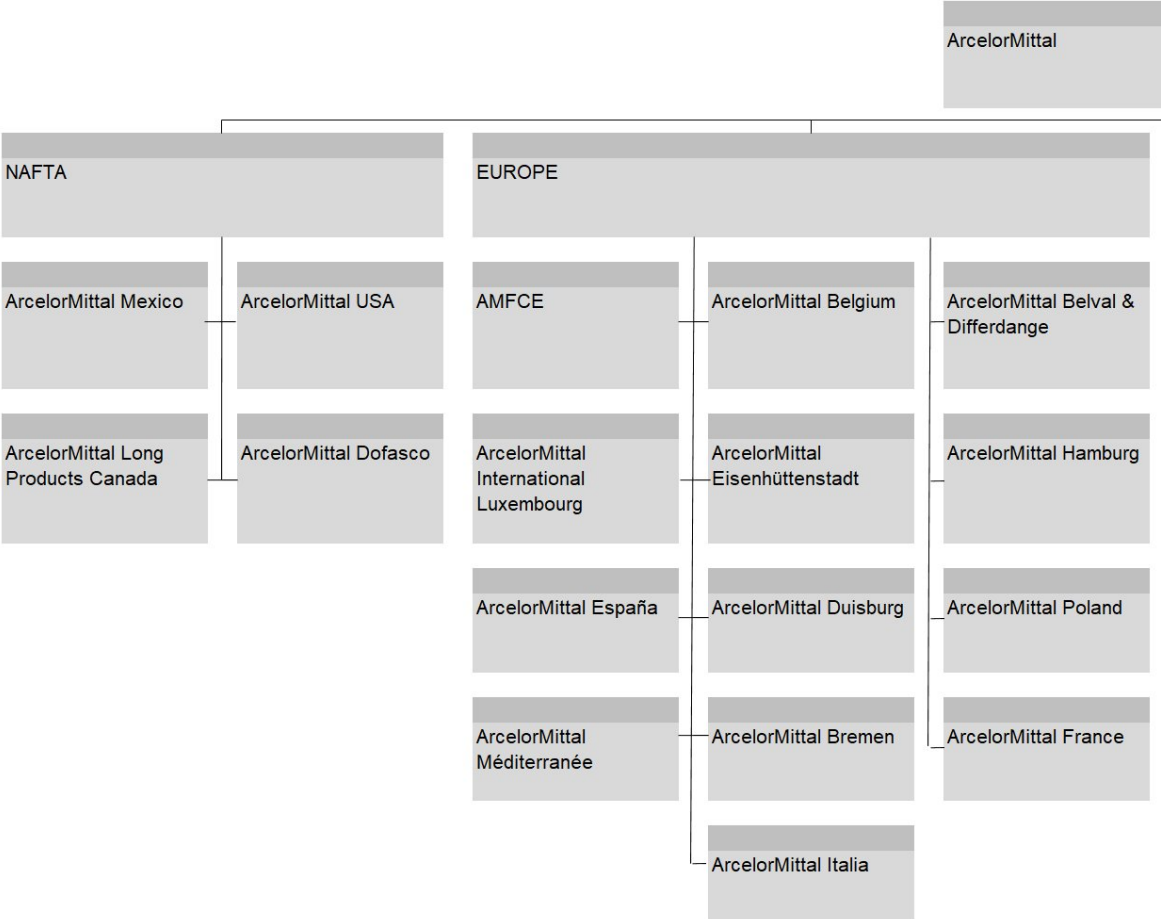 ArcelorMittal
NAFTA
EUROPE
ArcelorMittal Mexico
ArcelorMittal USA
AMFCE
ArcelorMittal Belgium
ArcelorMittal Belval &
Differdange
ArcelorMittal Long
Products Canada
ArcelorMittal Dofasco
ArcelorMittal
International
Luxembourg
ArcelorMittal
Eisenhüttenstadt
ArcelorMittal Hamburg
ArcelorMittal España
ArcelorMittal Duisburg
ArcelorMittal Poland
ArcelorMittal
Méditerranée
ArcelorMittal Bremen
ArcelorMittal France
ArcelorMittal Italia